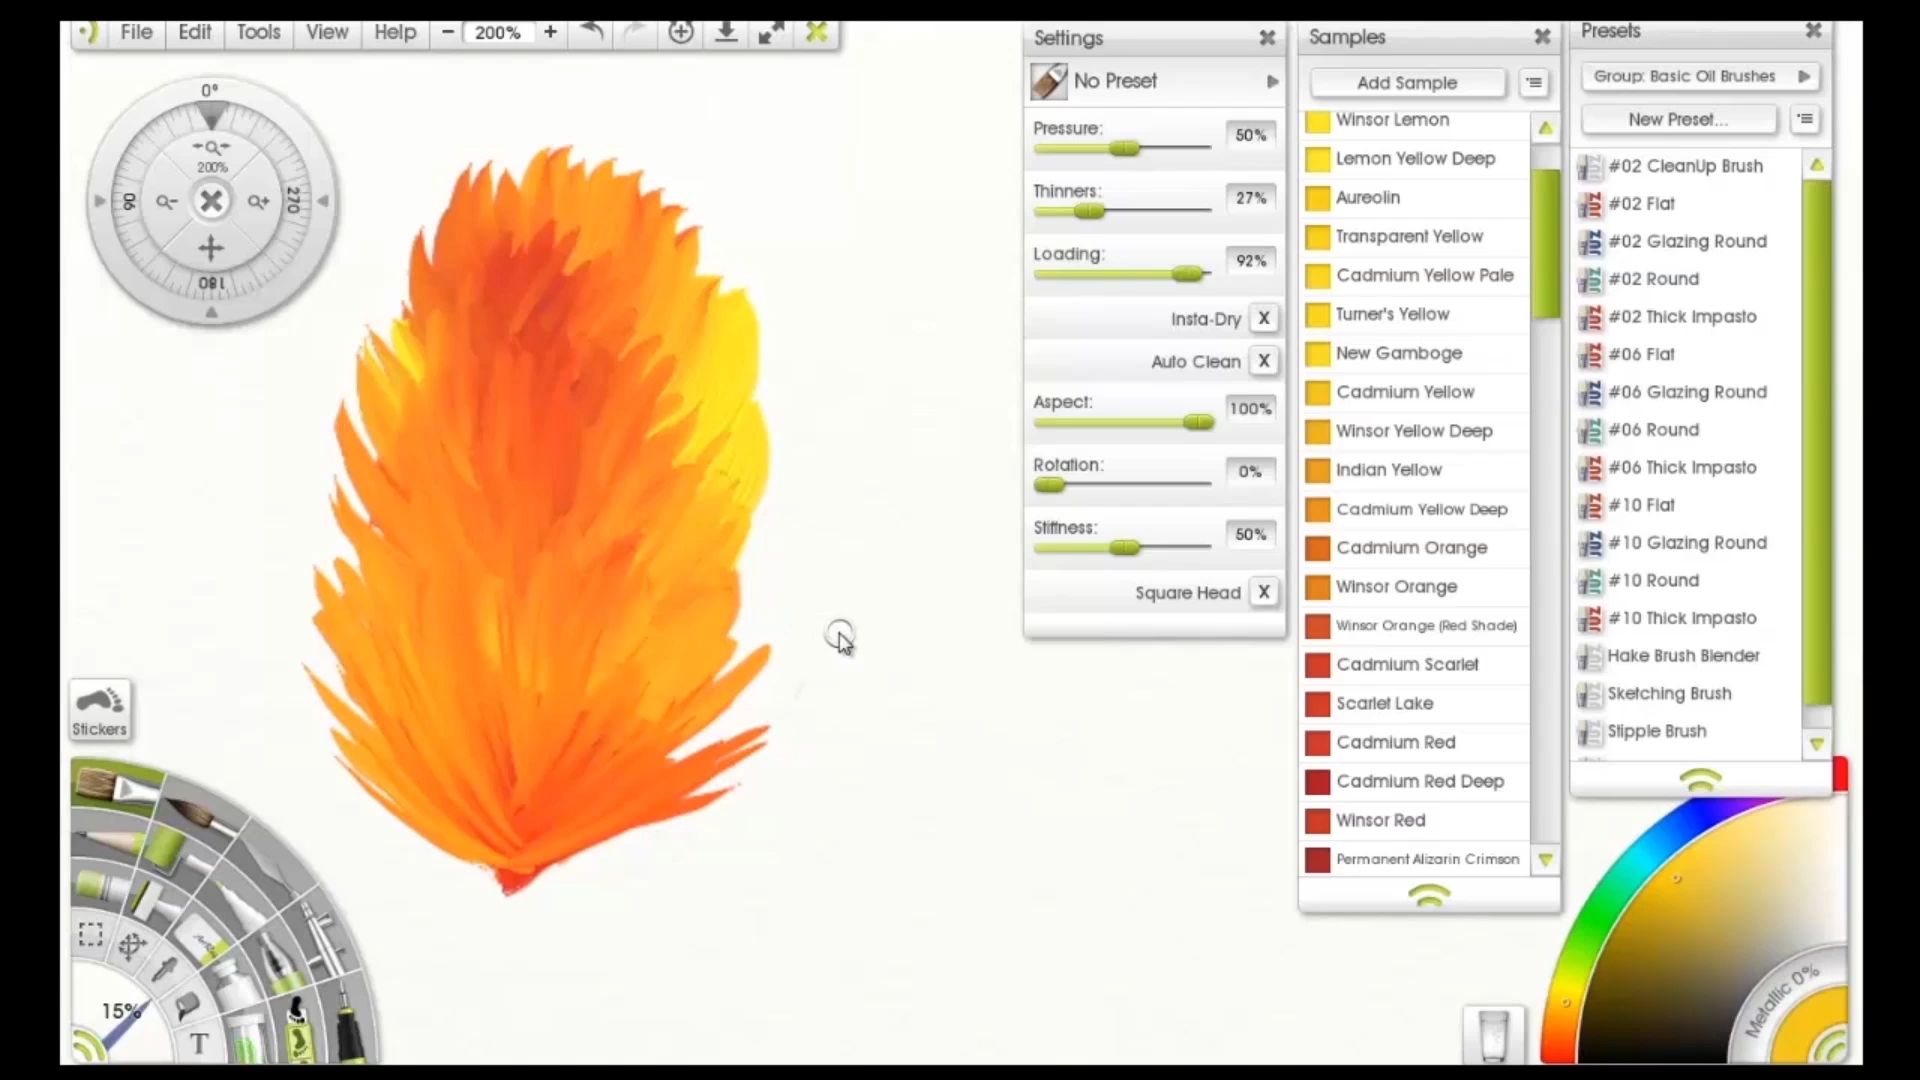 File Edit Tools View Help − 200% +
0°
200%
90
270
180
Stickers
15%
T
Settings
No Preset
Pressure: 50%
Thinners: 27%
Loading: 92%
Insta-Dry X
Auto Clean X
Aspect: 100%
Rotation: 0%
Stiffness: 50%
Square Head X
Samples
Add Sample
Winsor Lemon
Lemon Yellow Deep
Aureolin
Transparent Yellow
Cadmium Yellow Pale
Turner's Yellow
New Gamboge
Cadmium Yellow
Winsor Yellow Deep
Indian Yellow
Cadmium Yellow Deep
Cadmium Orange
Winsor Orange
Winsor Orange (Red Shade)
Cadmium Scarlet
Scarlet Lake
Cadmium Red
Cadmium Red Deep
Winsor Red
Permanent Alizarin Crimson
Presets
Group: Basic Oil Brushes
New Preset...
#02 CleanUp Brush
#02 Flat
#02 Glazing Round
#02 Round
#02 Thick Impasto
#06 Flat
#06 Glazing Round
#06 Round
#06 Thick Impasto
#10 Flat
#10 Glazing Round
#10 Round
#10 Thick Impasto
Hake Brush Blender
Sketching Brush
Stipple Brush
Metallic 0%